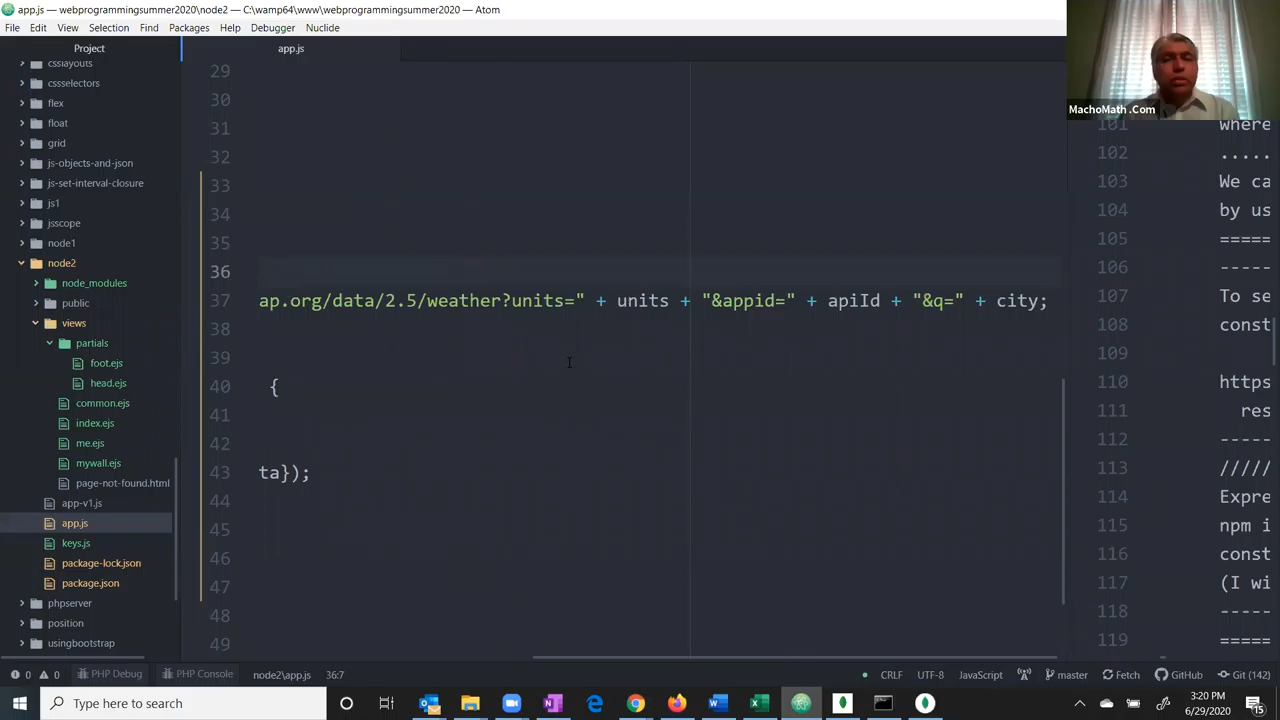 app.js — webprogrammingsummer2020\node2 — C:\wamp64\www\webprogrammingsummer2020 — Atom
File Edit View Selection Find Packages Help Debugger Nuclide
Project
app.js
csslayouts
cssselectors
flex
float
grid
js-objects-and-json
js-set-interval-closure
js1
jsscope
node1
node2
node_modules
public
views
partials
foot.ejs
head.ejs
common.ejs
index.ejs
me.ejs
mywall.ejs
page-not-found.html
app-v1.js
app.js
keys.js
package-lock.json
package.json
phpserver
position
usingbootstrap
29
30
31
32
33
34
35
36
37 ap.org/data/2.5/weather?units=" + units + "&appid=" + apiId + "&q=" + city;
38
39
40 {
41
42
43 ta});
44
45
46
47
48
49
MachoMath .Com
101 where
102 .....
103 We ca
104 by us
105 =====
106 -----
107 To se
108 const
109
110 https
111 res
112 -----
113 /////
114 Expre
115 npm i
116 const
117 (I wi
118 -----
119 =====
0 0 PHP Debug PHP Console node2\app.js 36:7
CRLF UTF-8 JavaScript master Fetch GitHub Git (142)
Type here to search
3:20 PM
6/29/2020
15